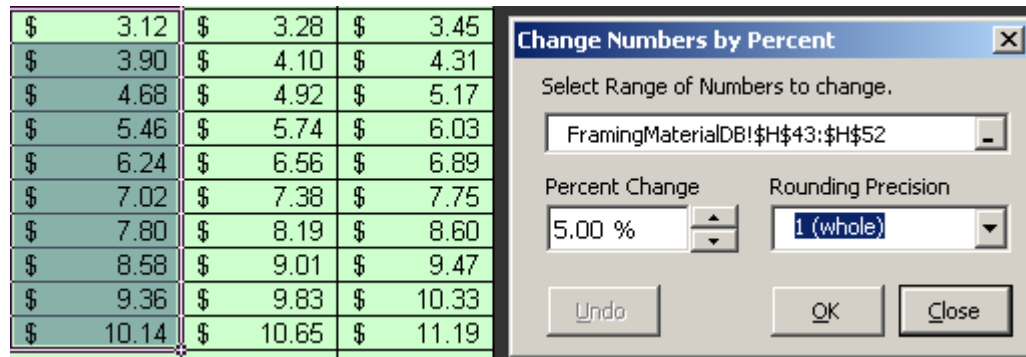 $ 3.12 $ 3.28 $ 3.45
$ 3.90 $ 4.10 $ 4.31
$ 4.68 $ 4.92 $ 5.17
$ 5.46 $ 5.74 $ 6.03
$ 6.24 $ 6.56 $ 6.89
$ 7.02 $ 7.38 $ 7.75
$ 7.80 $ 8.19 $ 8.60
$ 8.58 $ 9.01 $ 9.47
$ 9.36 $ 9.83 $ 10.33
$ 10.14 $ 10.65 $ 11.19
Change Numbers by Percent
Select Range of Numbers to change.
FramingMaterialDB!$H$43:$H$52
Percent Change Rounding Precision
5.00 % 1 (whole)
Undo OK Close